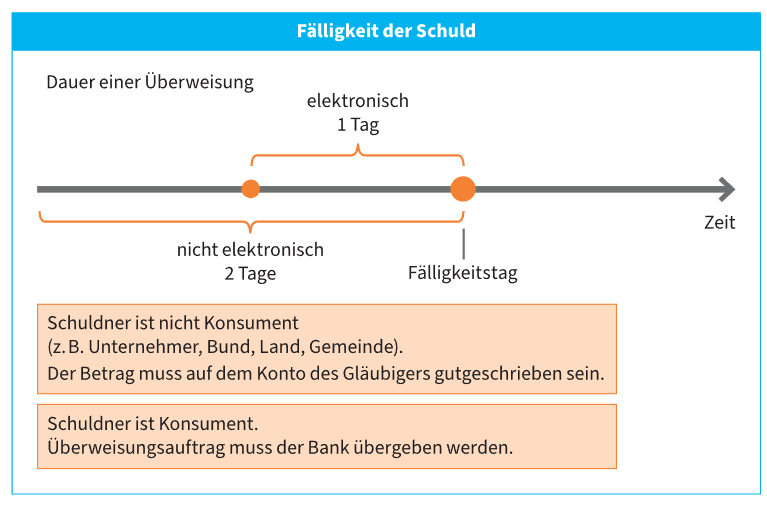 Fälligkeit der Schuld
Dauer einer Überweisung
elektronisch
1 Tag
Zeit
nicht elektronisch
2 Tage
Fälligkeitstag
Schuldner ist nicht Konsument
(z. B. Unternehmer, Bund, Land, Gemeinde).
Der Betrag muss auf dem Konto des Gläubigers gutgeschrieben sein.
Schuldner ist Konsument.
Überweisungsauftrag muss der Bank übergeben werden.